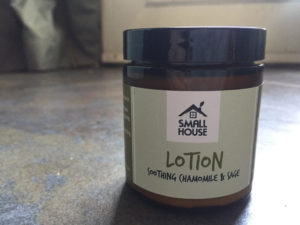 SMALL
HOUSE
LOTION
SOOTHING CHAMOMILE & SAGE